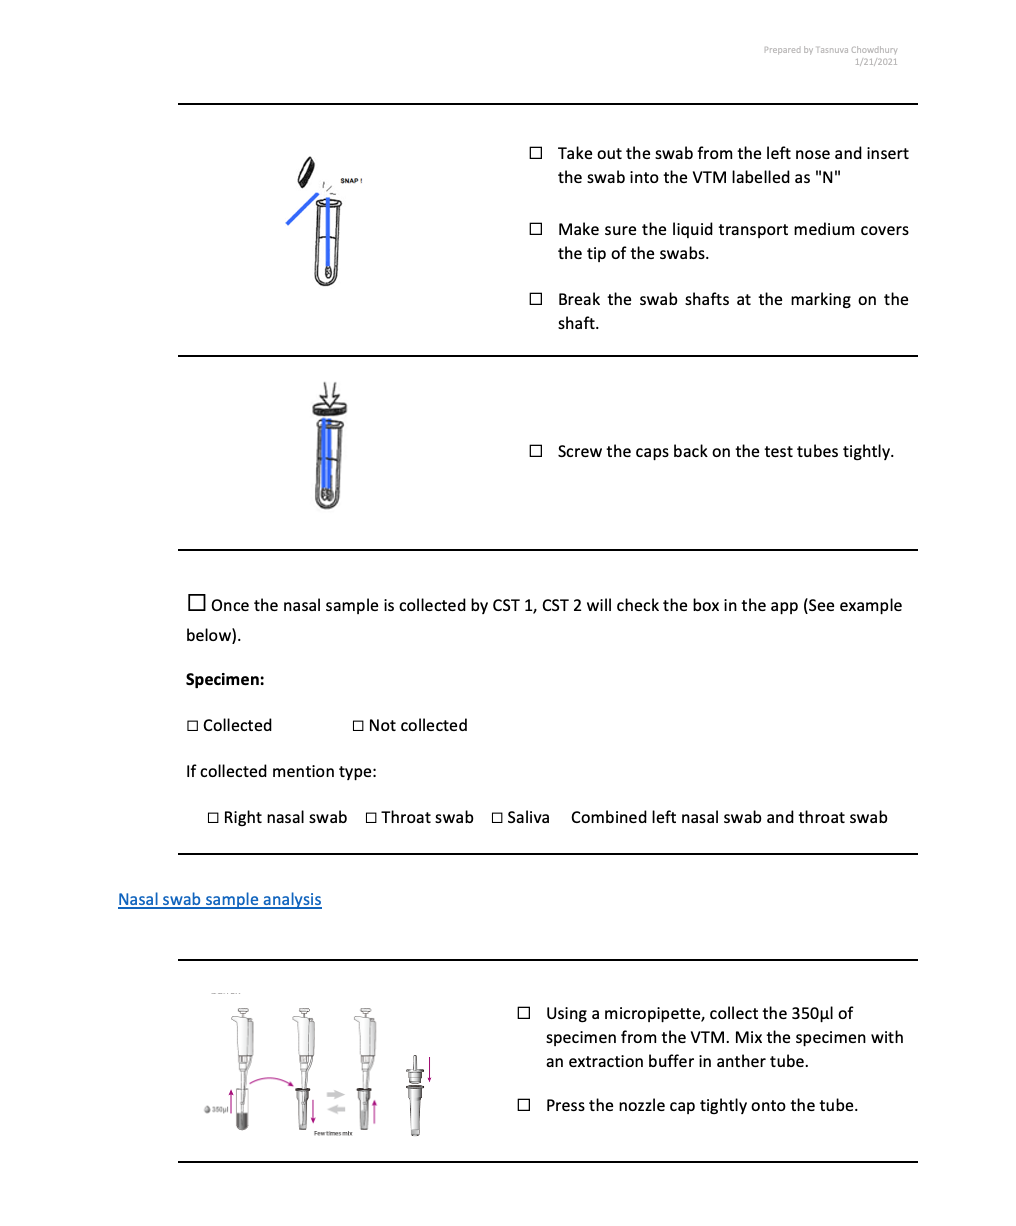 Prepared by Tasnuva Chowdhury
1/21/2021
SNAP !
☐ Take out the swab from the left nose and insert
the swab into the VTM labelled as "N"
☐ Make sure the liquid transport medium covers
the tip of the swabs.
☐ Break the swab shafts at the marking on the
shaft.
☐ Screw the caps back on the test tubes tightly.
☐ Once the nasal sample is collected by CST 1, CST 2 will check the box in the app (See example
below).
Specimen:
☐ Collected ☐ Not collected
If collected mention type:
☐ Right nasal swab ☐ Throat swab ☐ Saliva Combined left nasal swab and throat swab
Nasal swab sample analysis
350μl
Few times mix
☐ Using a micropipette, collect the 350μl of
specimen from the VTM. Mix the specimen with
an extraction buffer in anther tube.
☐ Press the nozzle cap tightly onto the tube.